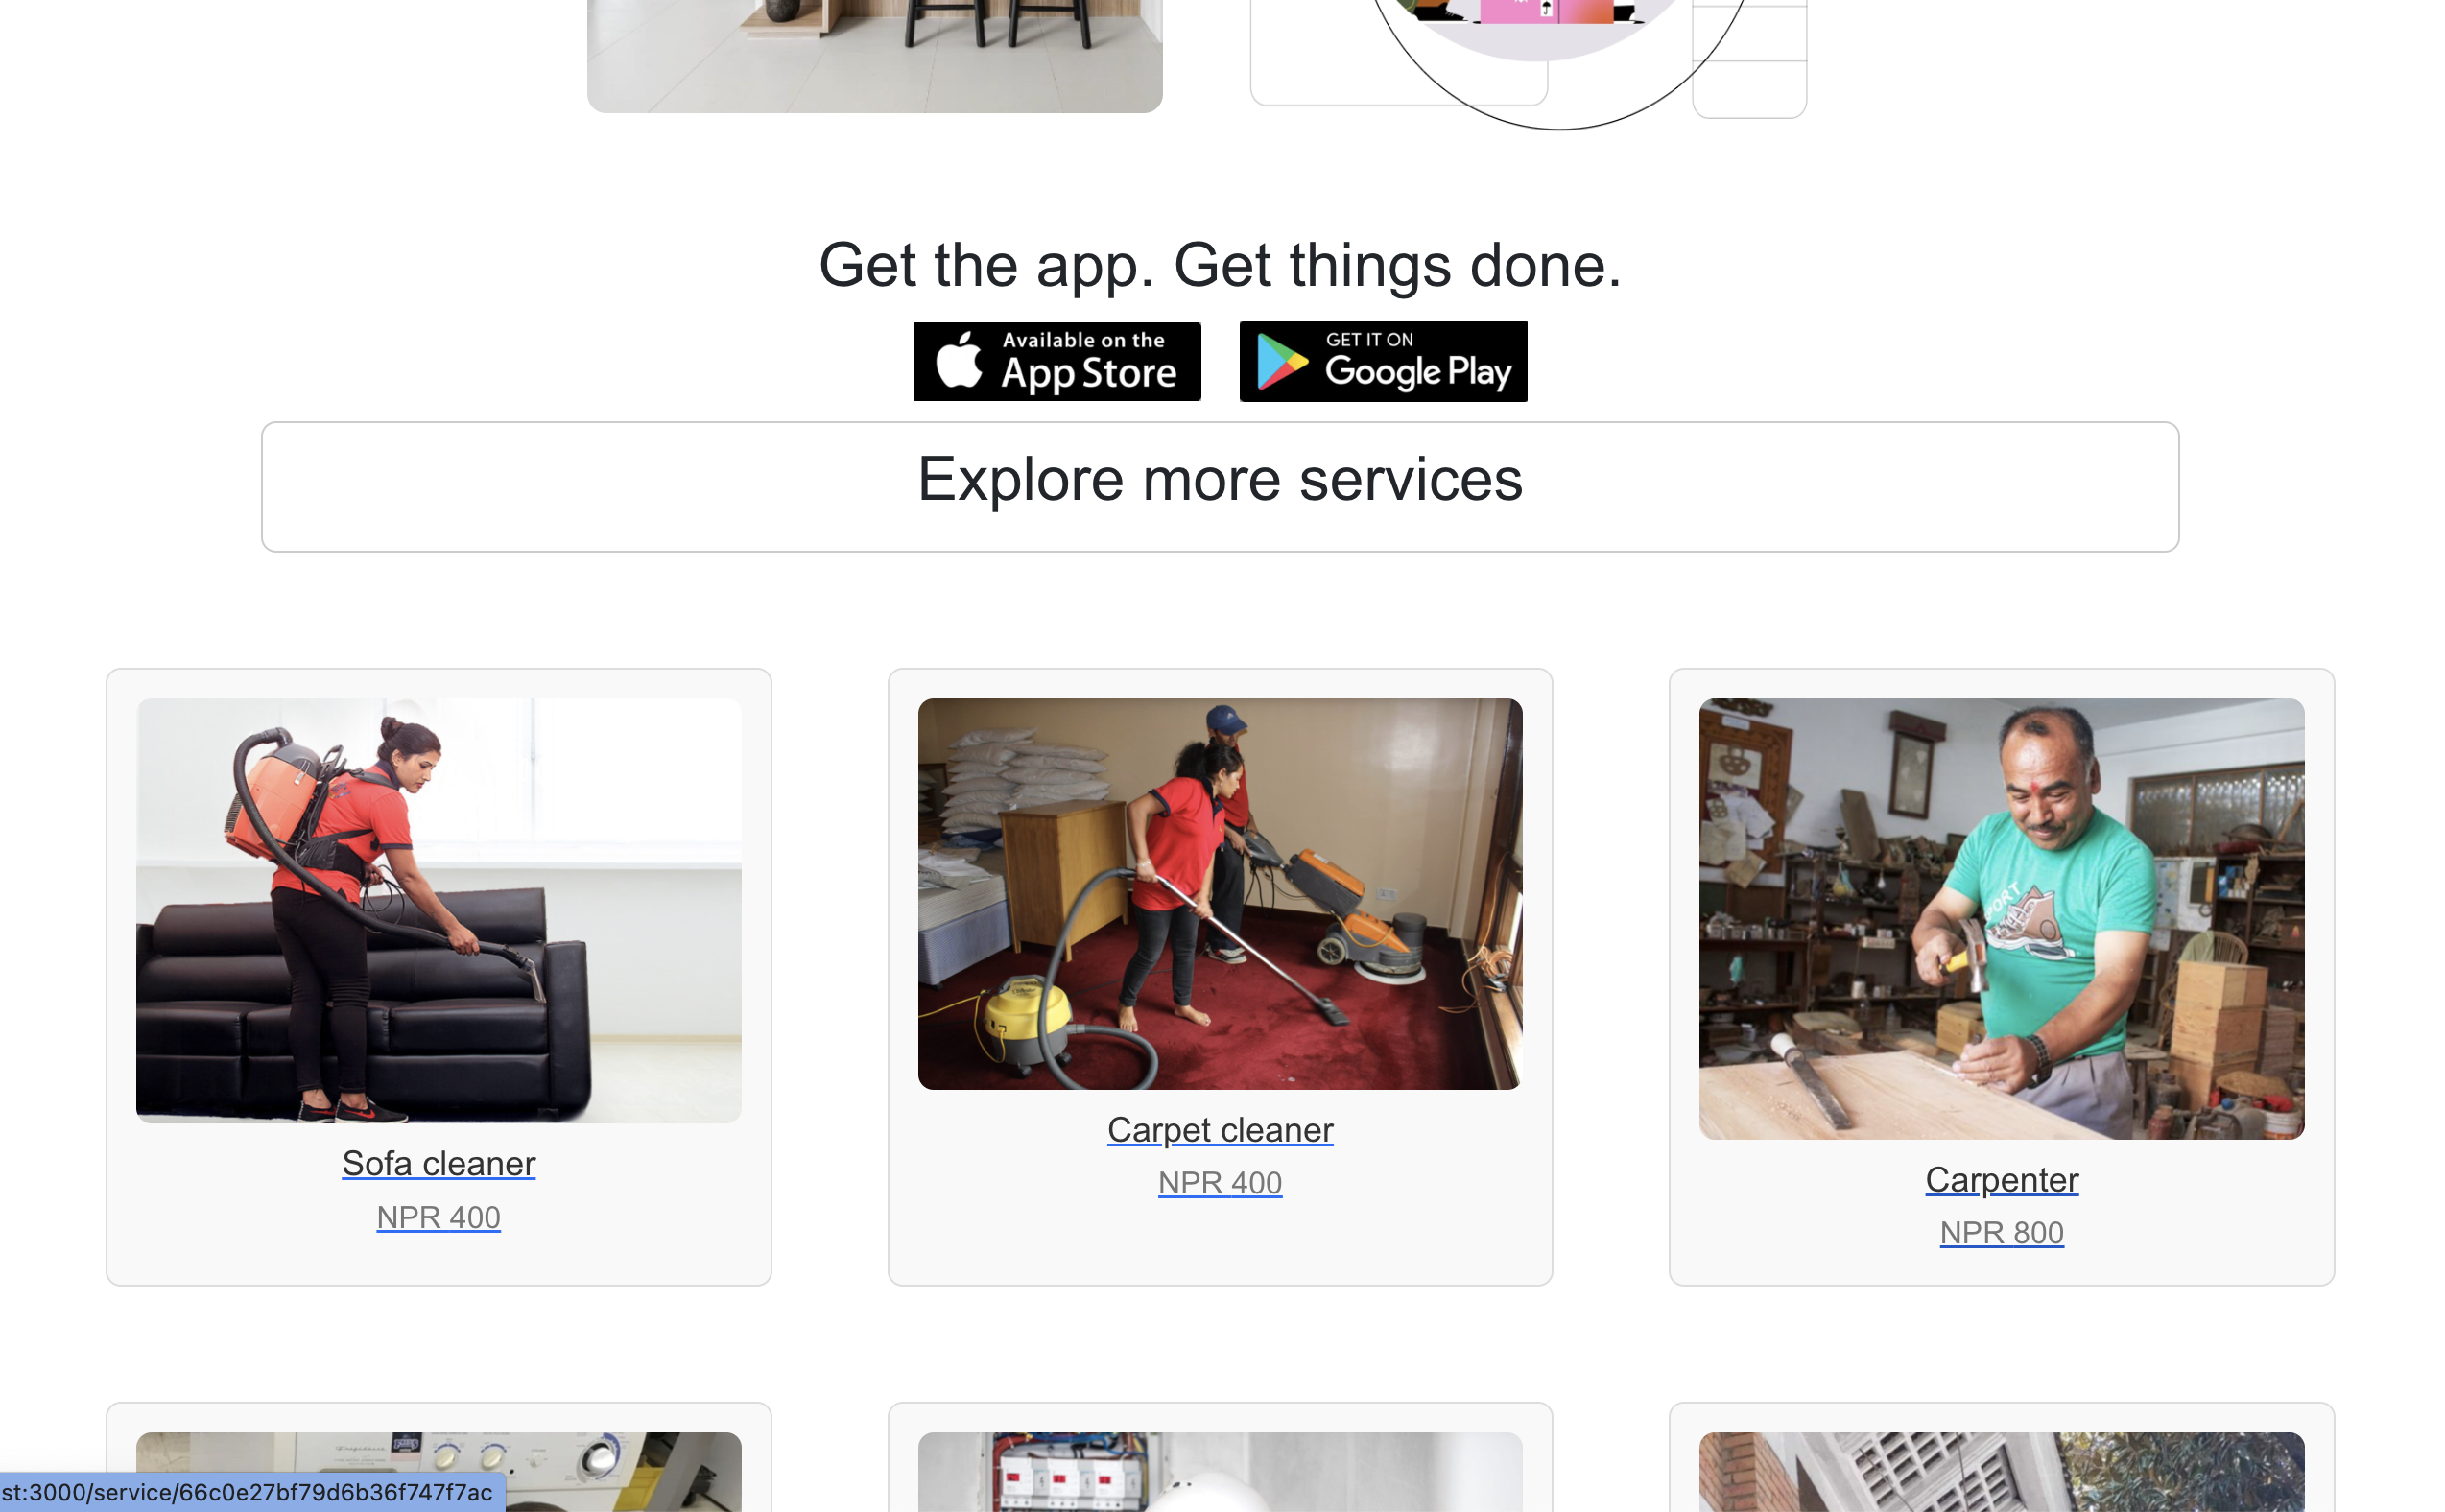 Get the app. Get things done.
Available on the
App Store
GET IT ON
Google Play
Explore more services
Sofa cleaner
NPR 400
Carpet cleaner
NPR 400
PORT
Carpenter
NPR 800
st:3000/service/66c0e27bf79d6b36f747f7ac